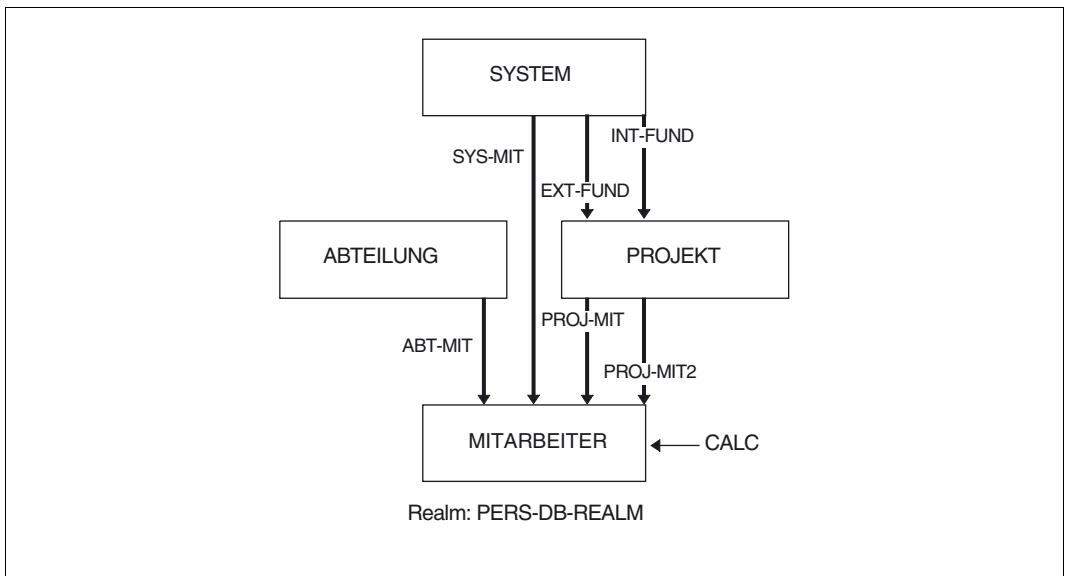 SYSTEM
INT-FUND
SYS-MIT
EXT-FUND
ABTEILUNG
PROJEKT
PROJ-MIT
ABT-MIT
PROJ-MIT2
MITARBEITER
CALC
Realm: PERS-DB-REALM